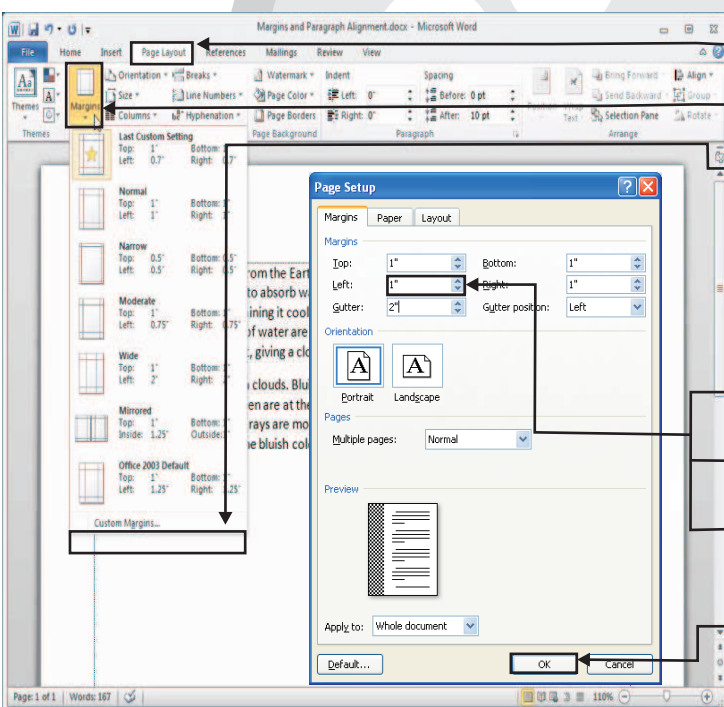 Margins and Paragraph Alignment.docx - Microsoft Word
File Home Insert Page Layout References Mailings Review View
Orientation Breaks Watermark Indent Spacing Bring Forward Align
Aa A Size Line Numbers Page Color Left: 0" Before: 0 pt Send Backward Group
Themes Margins Columns Hyphenation Page Borders Right: 0" After: 10 pt Text Selection Pane Rotate
Themes Page Background Paragraph Arrange
Last Custom Setting
Top: 1" Bottom: 1"
Left: 0.7" Right: 0.7"
Normal
Top: 1" Bottom: 1"
Left: 1" Right: 1"
Narrow
Top: 0.5" Bottom: 0.5"
Left: 0.5" Right: 0.5"
Moderate
Top: 1" Bottom: 1"
Left: 0.75" Right: 0.75"
Wide
Top: 1" Bottom: 1"
Left: 2" Right:
Mirrored
Top: 1" Bottom:
Inside: 1.25" Outside:
Office 2003 Default
Top: 1" Bottom:
Left: 1.25" Right: 1.25"
Custom Margins...
rom the Eart
to absorb w
ining it cool
of water are
, giving a clo
clouds. Blui
en are at the
rays are mo
e bluish col
Page Setup
Margins Paper Layout
Margins
Top: 1" Bottom: 1"
Left: 1" Right: 1"
Gutter: 2" Gutter position: Left
Orientation
A A
Portrait Landscape
Pages
Multiple pages: Normal
Preview
Apply to: Whole document
Default... OK Cancel
Page: 1 of 1 Words: 167 110%